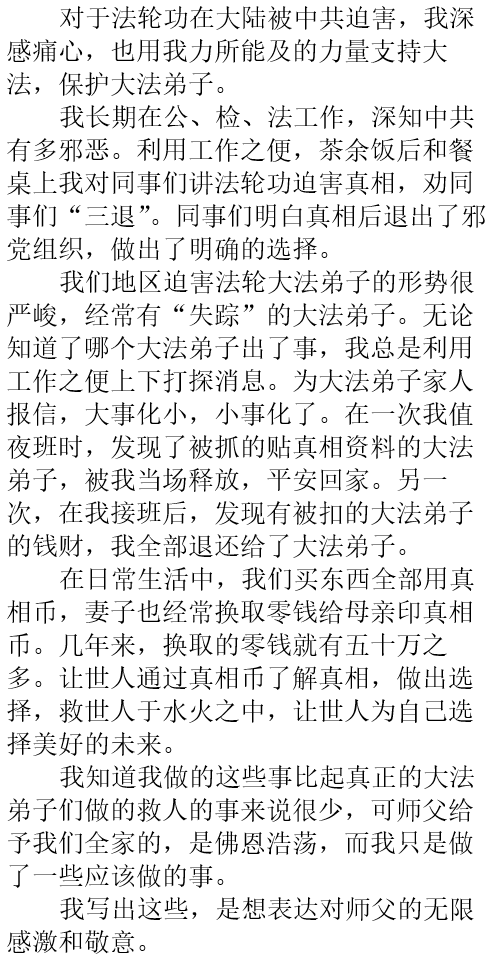 对于法轮功在大陆被中共迫害，我深
感痛心，也用我力所能及的力量支持大
法，保护大法弟子。
我长期在公、检、法工作，深知中共
有多邪恶。利用工作之便，茶余饭后和餐
桌上我对同事们讲法轮功迫害真相，劝同
事们“三退”。同事们明白真相后退出了邪
党组织，做出了明确的选择。
我们地区迫害法轮大法弟子的形势很
严峻，经常有“失踪”的大法弟子。无论
知道了哪个大法弟子出了事，我总是利用
工作之便上下打探消息。为大法弟子家人
报信，大事化小，小事化了。在一次我值
夜班时，发现了被抓的贴真相资料的大法
弟子，被我当场释放，平安回家。另一
次，在我接班后，发现有被扣的大法弟子
的钱财，我全部退还给了大法弟子。
在日常生活中，我们买东西全部用真
相币，妻子也经常换取零钱给母亲印真相
币。几年来，换取的零钱就有五十万之
多。让世人通过真相币了解真相，做出选
择，救世人于水火之中，让世人为自己选
择美好的未来。
我知道我做的这些事比起真正的大法
弟子们做的救人的事来说很少，可师父给
予我们全家的，是佛恩浩荡，而我只是做
了一些应该做的事。
我写出这些，是想表达对师父的无限
感激和敬意。